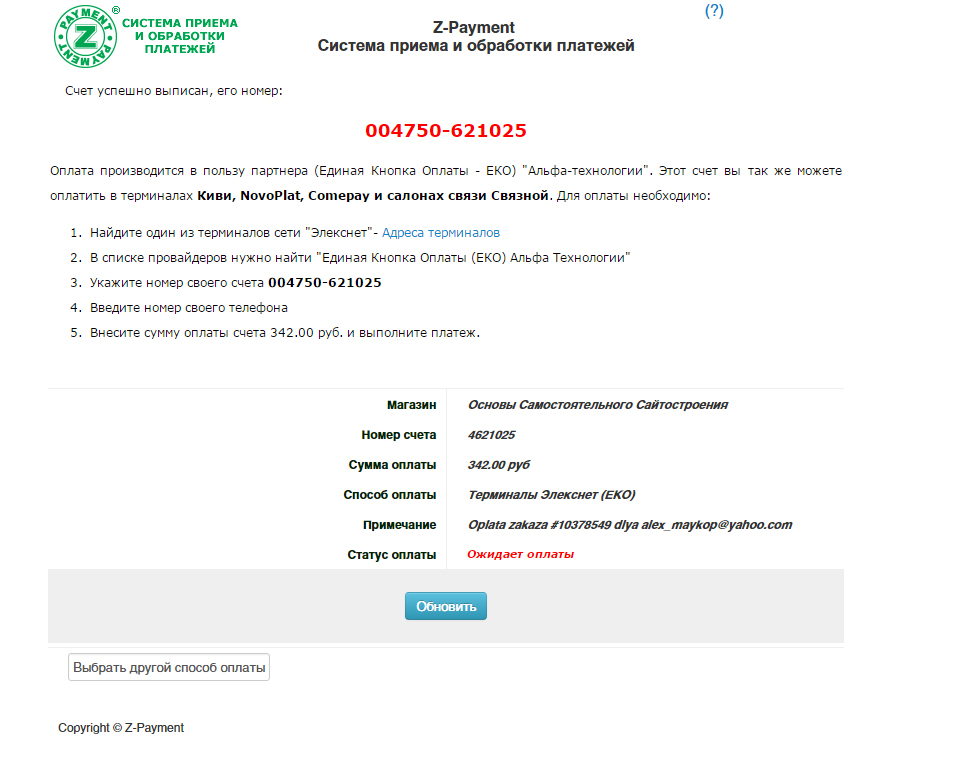 PAYMENT Z PAYMENT ®
СИСТЕМА ПРИЕМА
И ОБРАБОТКИ
ПЛАТЕЖЕЙ
Z-Payment
Система приема и обработки платежей
(?)
Счет успешно выписан, его номер:
004750-621025
Оплата производится в пользу партнера (Единая Кнопка Оплаты - ЕКО) "Альфа-технологии". Этот счет вы так же можете
оплатить в терминалах Киви, NovoPlat, Comepay и салонах связи Связной. Для оплаты необходимо:
1. Найдите один из терминалов сети "Элекснет"- Адреса терминалов
2. В списке провайдеров нужно найти "Единая Кнопка Оплаты (ЕКО) Альфа Технологии"
3. Укажите номер своего счета 004750-621025
4. Введите номер своего телефона
5. Внесите сумму оплаты счета 342.00 руб. и выполните платеж.
Магазин Основы Самостоятельного Сайтостроения
Номер счета 4621025
Сумма оплаты 342.00 руб
Способ оплаты Терминалы Элекснет (ЕКО)
Примечание Oplata zakaza #10378549 dlya alex_maykop@yahoo.com
Статус оплаты Ожидает оплаты
Обновить
Выбрать другой способ оплаты
Copyright © Z-Payment